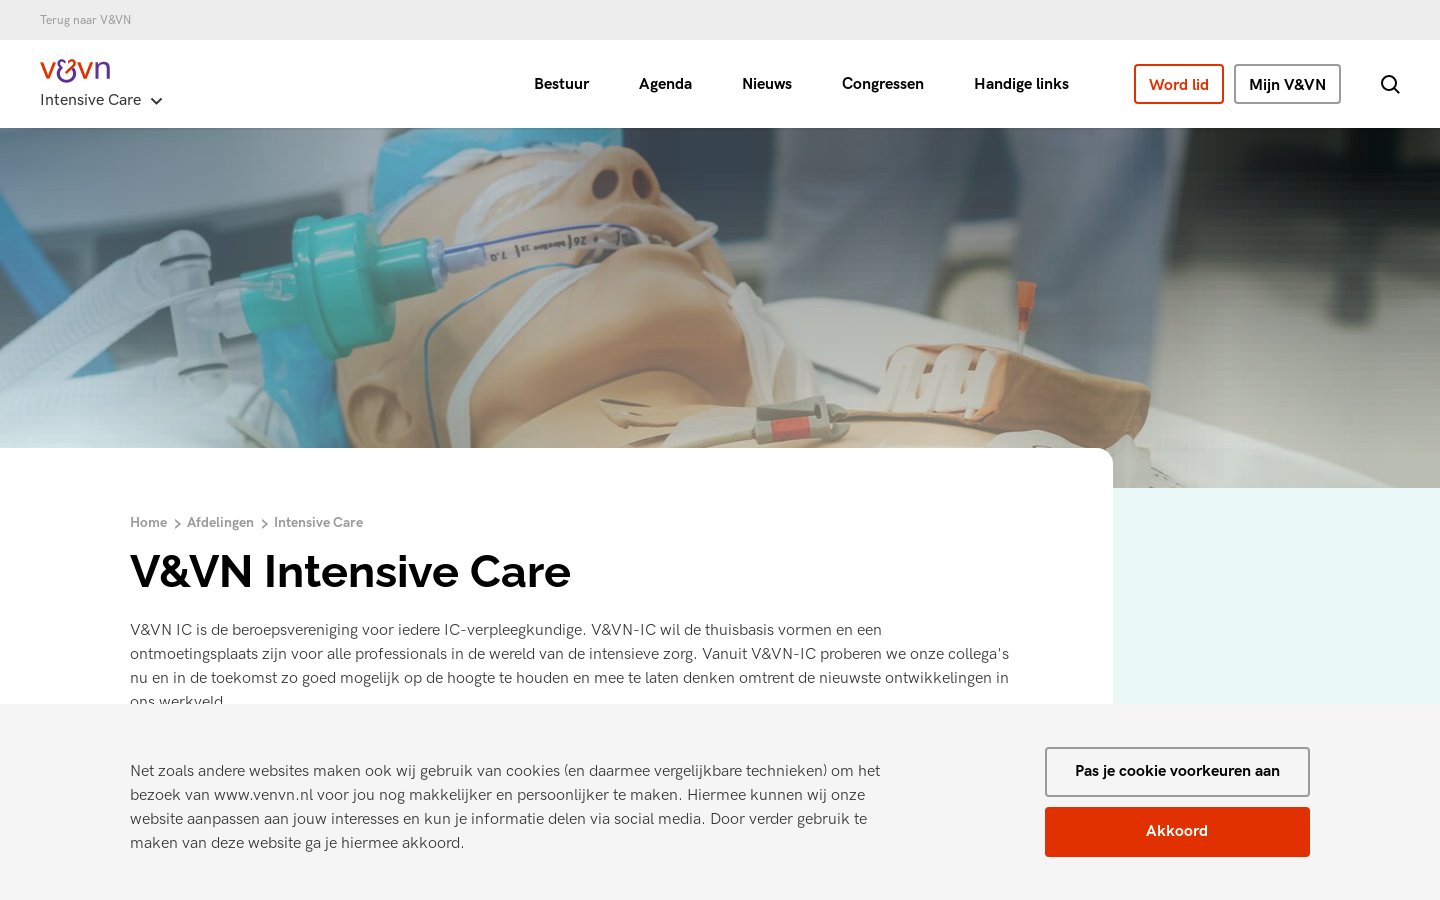 Terug naar V&VN
v&vn
Intensive Care
Bestuur
Agenda
Nieuws
Congressen
Handige links
Word lid
Mijn V&VN
26
7.0
Home
Afdelingen
Intensive Care
V&VN Intensive Care
V&VN IC is de beroepsvereniging voor iedere IC-verpleegkundige. V&VN-IC wil de thuisbasis vormen en een
ontmoetingsplaats zijn voor alle professionals in de wereld van de intensieve zorg. Vanuit V&VN-IC proberen we onze collega's
nu en in de toekomst zo goed mogelijk op de hoogte te houden en mee te laten denken omtrent de nieuwste ontwikkelingen in
ons werkveld.
Net zoals andere websites maken ook wij gebruik van cookies (en daarmee vergelijkbare technieken) om het
bezoek van www.venvn.nl voor jou nog makkelijker en persoonlijker te maken. Hiermee kunnen wij onze
website aanpassen aan jouw interesses en kun je informatie delen via social media. Door verder gebruik te
maken van deze website ga je hiermee akkoord.
Pas je cookie voorkeuren aan
Akkoord